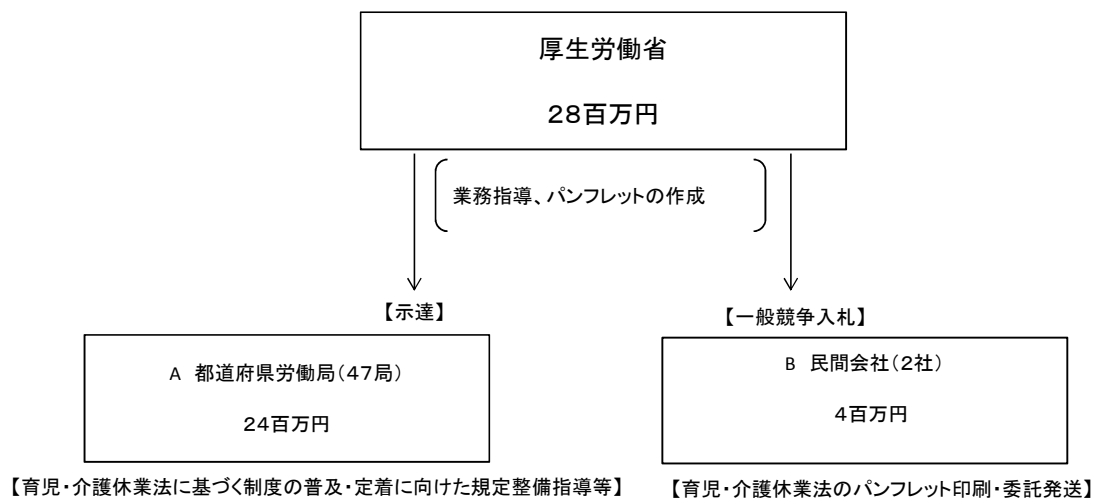 厚生労働省
28百万円
業務指導、パンフレットの作成
【示達】
【一般競争入札】
A 都道府県労働局(47局)
24百万円
B 民間会社(2社)
4百万円
【育児・介護休業法に基づく制度の普及・定着に向けた規定整備指導等】
【育児・介護休業法のパンフレット印刷・委託発送】